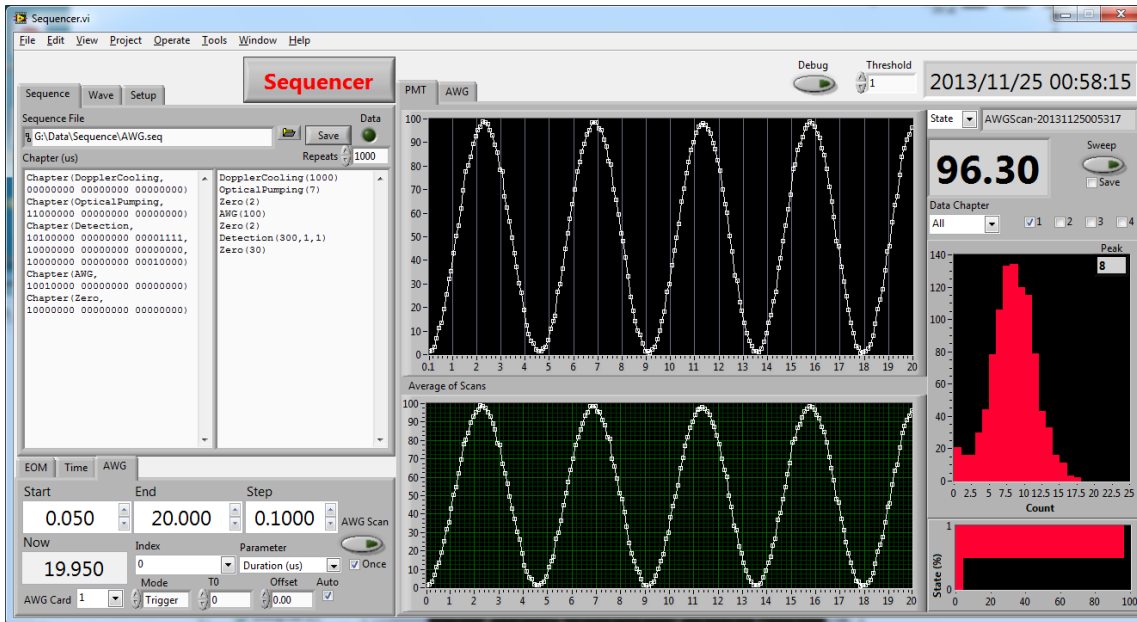 Sequencer.vi
File Edit View Project Operate Tools Window Help
Sequencer
Sequence Wave Setup
Sequence File
Data
G:\Data\Sequence\AWG.seq
Save
Chapter (us)
Repeats 1000
Chapter(DopplerCooling,
00000000 00000000 00000000)
Chapter(OpticalPumping,
11000000 00000000 00000000)
Chapter(Detection,
10100000 00000000 00001111,
10000000 00000000 00000000,
10000000 00000000 00010000)
Chapter(AWG,
10010000 00000000 00000000)
Chapter(Zero,
10000000 00000000 00000000)
DopplerCooling(1000)
OpticalPumping(7)
Zero(2)
AWG(100)
Zero(2)
Detection(300,1,1)
Zero(30)
EOM Time AWG
Start End Step
0.050 20.000 0.1000
AWG Scan
Now Index Parameter
19.950 0 Duration (us) Once
Mode T0 Offset Auto
AWG Card 1 Trigger 0 0.00
PMT AWG
Debug
Threshold
1
100
90
80
70
60
50
40
30
20
10
0
0.1 1 2 3 4 5 6 7 8 9 10 11 12 13 14 15 16 17 18 19 20
Average of Scans
100
90
80
70
60
50
40
30
20
10
0
0 1 2 3 4 5 6 7 8 9 10 11 12 13 14 15 16 17 18 19 20
2013/11/25 00:58:15
State AWGScan-20131125005317
96.30
Sweep
Save
Data Chapter
All 1 2 3 4
Peak
8
140
120
100
80
60
40
20
0
0 2.5 5 7.5 10 12.5 15 17.5 20 22.5 25
Count
State (%)
1
0
0 20 40 60 80 100